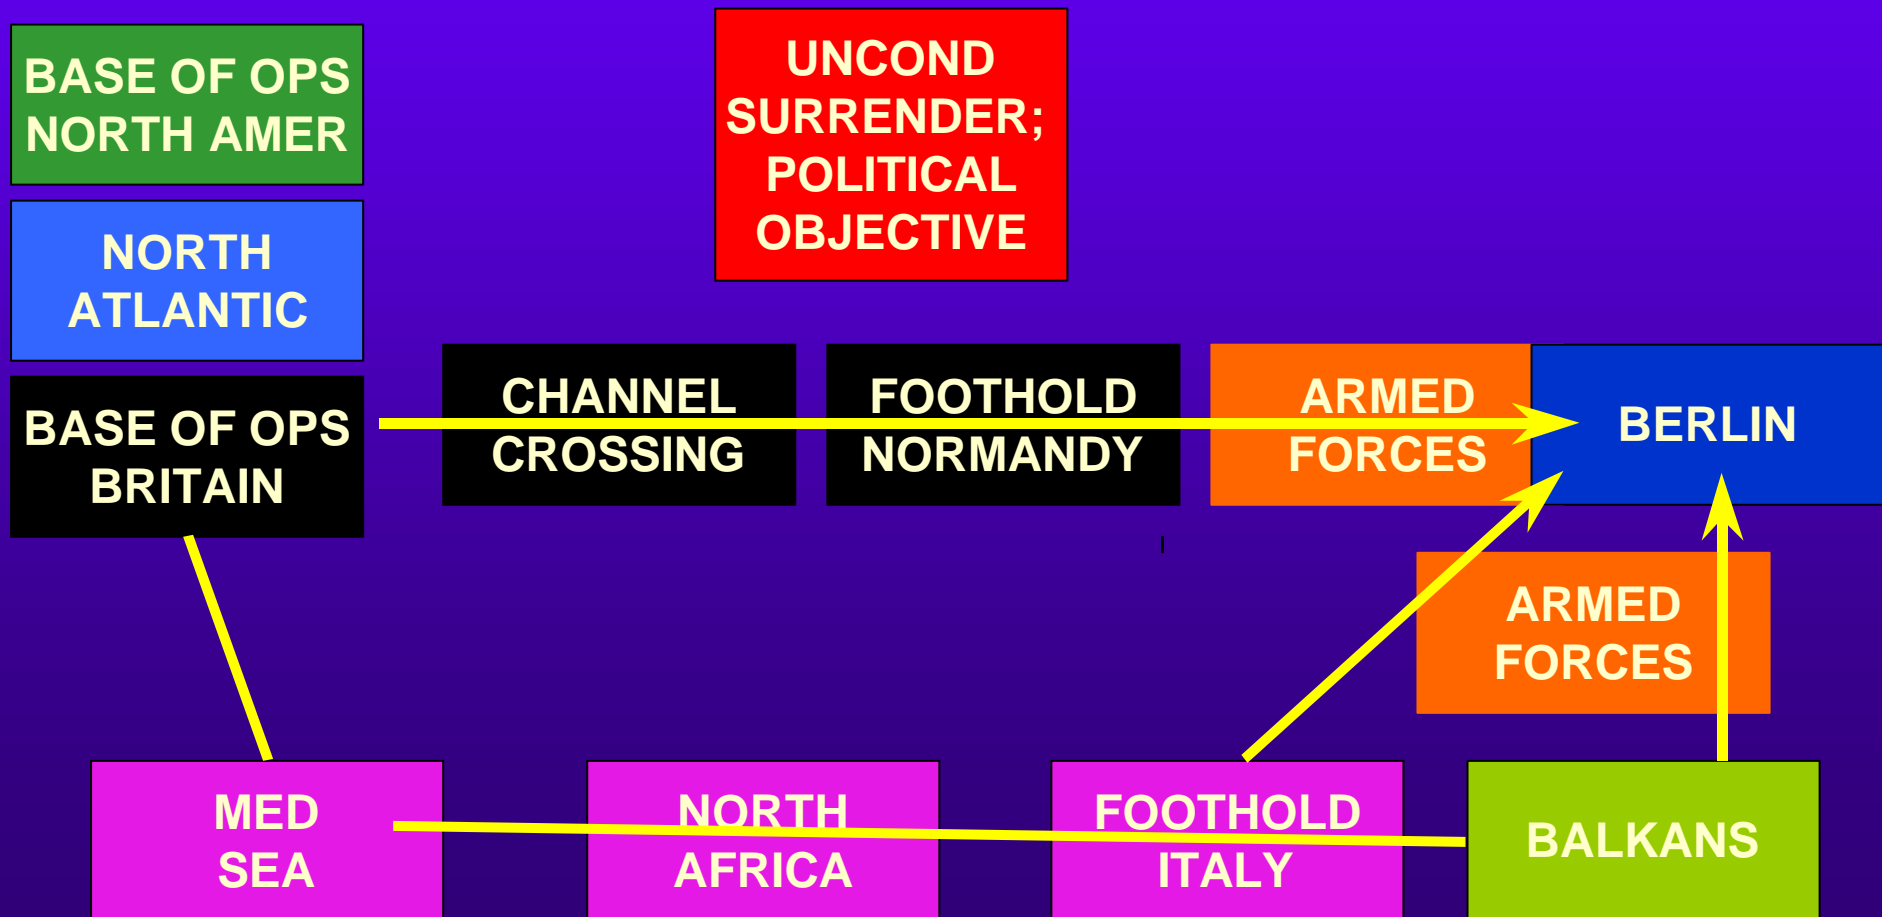 BASE OF OPS
NORTH AMER
UNCOND
SURRENDER;
POLITICAL
OBJECTIVE
NORTH
ATLANTIC
BASE OF OPS
BRITAIN
CHANNEL
CROSSING
FOOTHOLD
NORMANDY
ARMED
FORCES
BERLIN
ARMED
FORCES
MED
SEA
NORTH
AFRICA
FOOTHOLD
ITALY
BALKANS